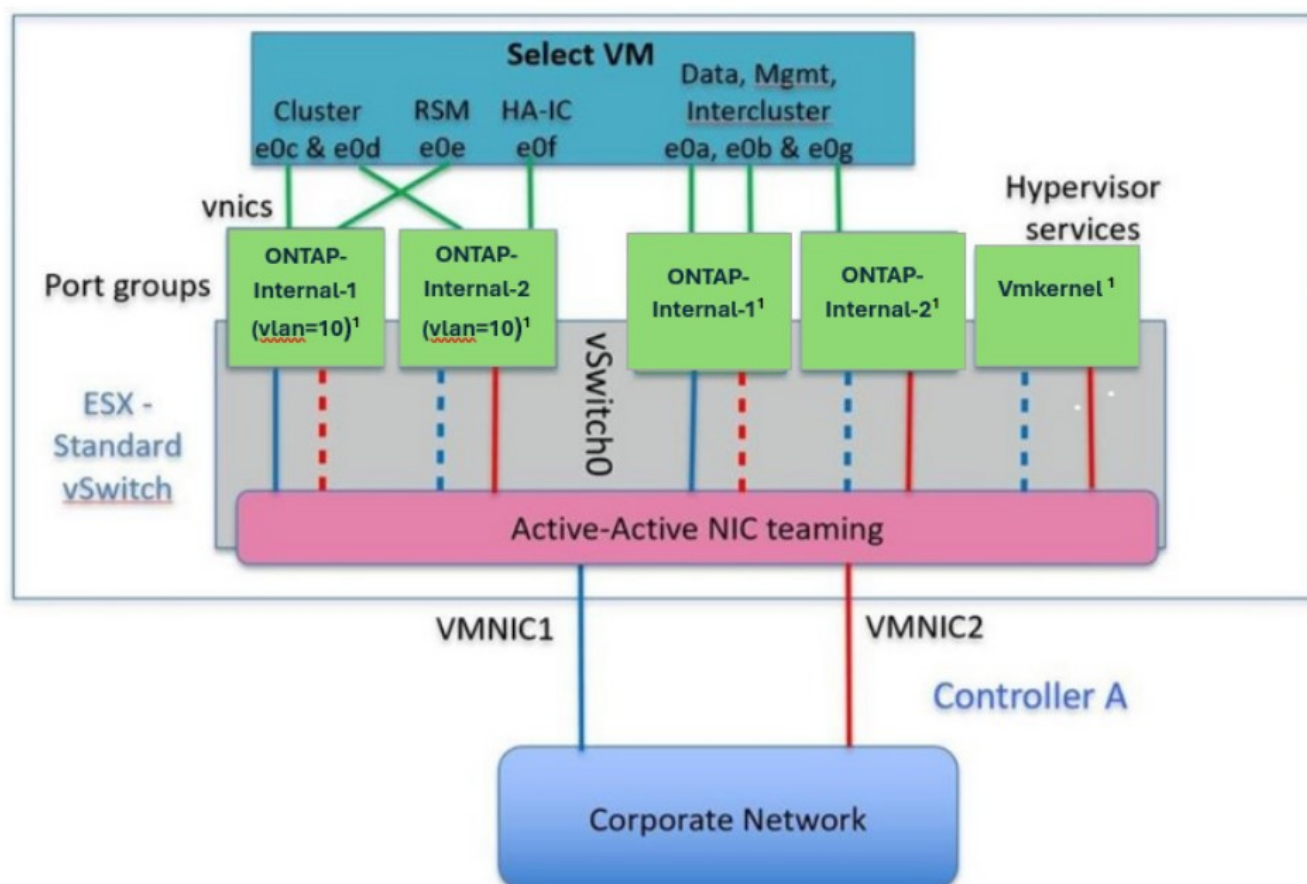 Select VM
Cluster
e0c & e0d
RSM
e0e
HA-IC
e0f
Data, Mgmt,
Intercluster
e0a, e0b & e0g
vnics
Hypervisor
services
Port groups
ONTAP-
Internal-1
(vlan=10)¹
ONTAP-
Internal-2
(vlan=10)¹
ONTAP-
Internal-1¹
ONTAP-
Internal-2¹
Vmkernel ¹
ESX -
Standard
vSwitch
vSwitch0
Active-Active NIC teaming
VMNIC1
VMNIC2
Controller A
Corporate Network